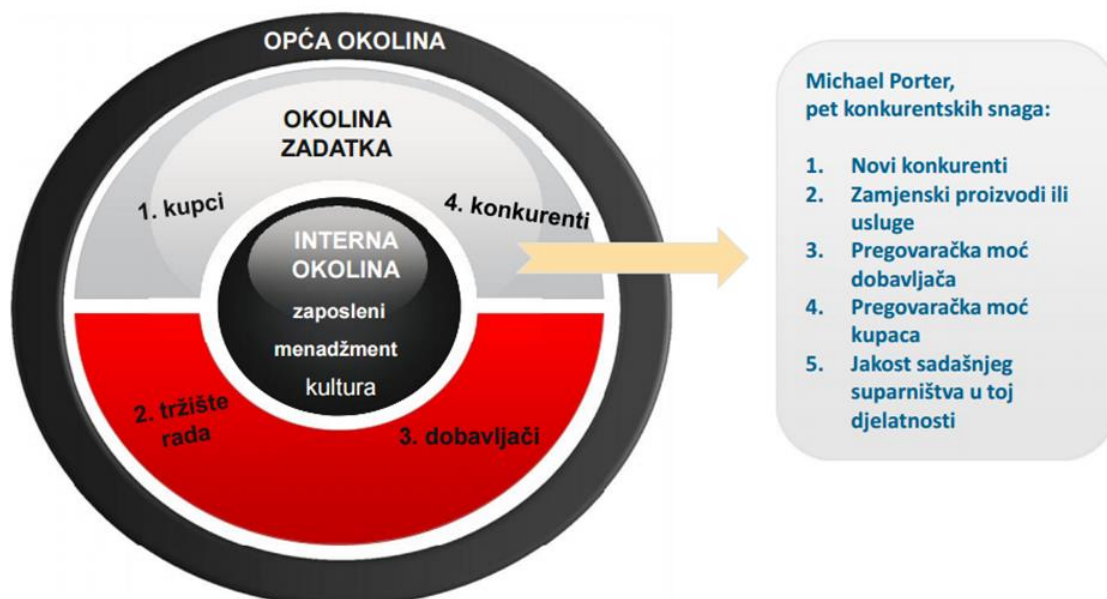 OPĆA OKOLINA
OKOLINA
ZADATKA
1. kupci
4. konkurenti
INTERNA
OKOLINA
zaposleni
menadžment
kultura
2. tržište
rada
3. dobavljači
Michael Porter,
pet konkurentskih snaga:
1. Novi konkurenti
2. Zamjenski proizvodi ili
usluge
3. Pregovaračka moć
dobavljača
4. Pregovaračka moć
kupaca
5. Jakost sadašnjeg
suparništva u toj
djelatnosti